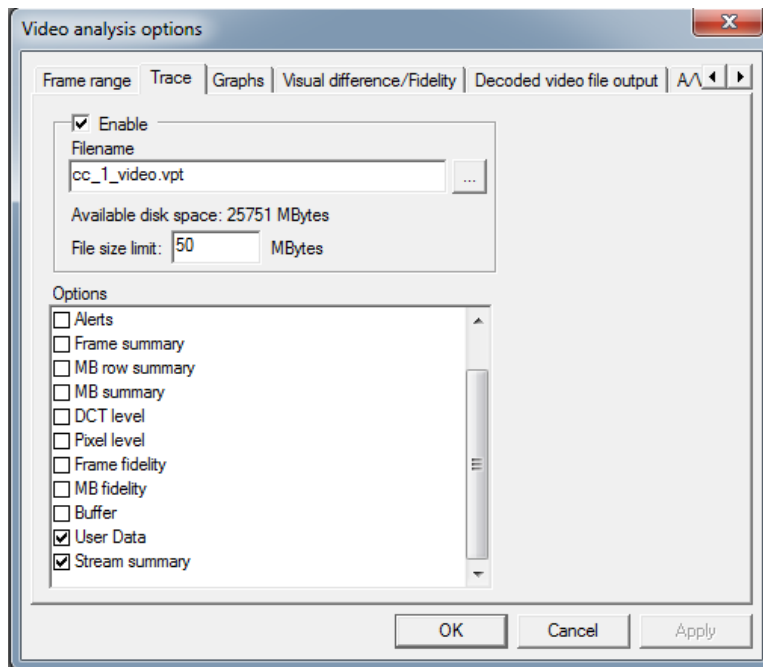 Video analysis options
Frame range Trace Graphs Visual difference/Fidelity Decoded video file output A/V
Enable
Filename
cc_1_video.vpt ...
Available disk space: 25751 MBytes
File size limit: 50 MBytes
Options
Alerts
Frame summary
MB row summary
MB summary
DCT level
Pixel level
Frame fidelity
MB fidelity
Buffer
User Data
Stream summary
OK Cancel Apply